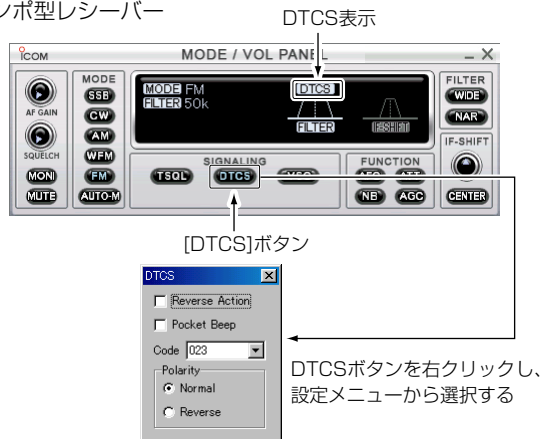 ンポ型レシーバー
DTCS表示
ICOM
MODE / VOL PANEL
MODE
SSB
CW
AM
WFM
FM
AUTO-M
AF GAIN
SQUELCH
MONI
MUTE
MODE FM
FILTER 50k
DTCS
FILTER
IF-SHIFT
SIGNALING
TSQL
DTCS
VSC
FUNCTION
AFC
ATT
NB
AGC
FILTER
WIDE
NAR
IF-SHIFT
CENTER
[DTCS]ボタン
DTCS
Reverse Action
Pocket Beep
Code 023
Polarity
Normal
Reverse
DTCSボタンを右クリックし、
設定メニューから選択する